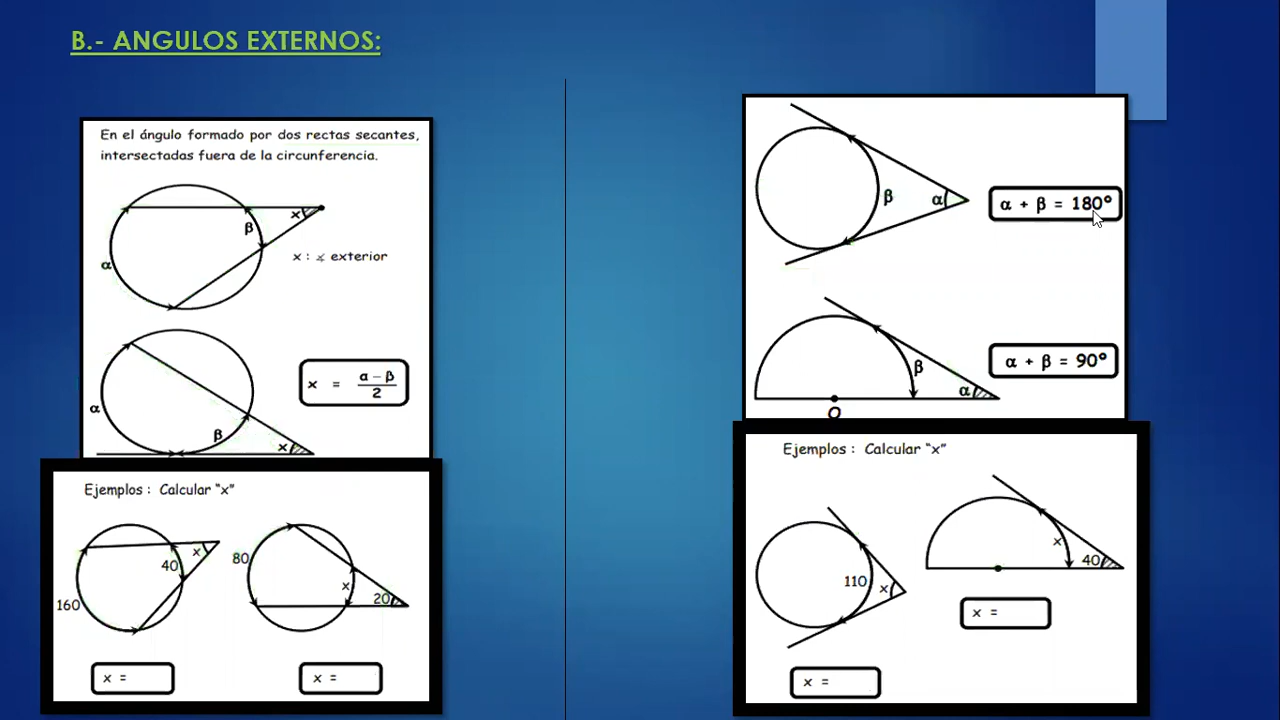 B.- ANGULOS EXTERNOS:
En el ángulo formado por dos rectas secantes,
intersectadas fuera de la circunferencia.
x
β
α
x : ∡ exterior
x = α – β / 2
α
β
x
Ejemplos : Calcular “x”
x
40
160
80
x
20
x =
x =
β
α
α + β = 180°
β
α
α + β = 90°
O
Ejemplos : Calcular “x”
110
x
x
40
x =
x =